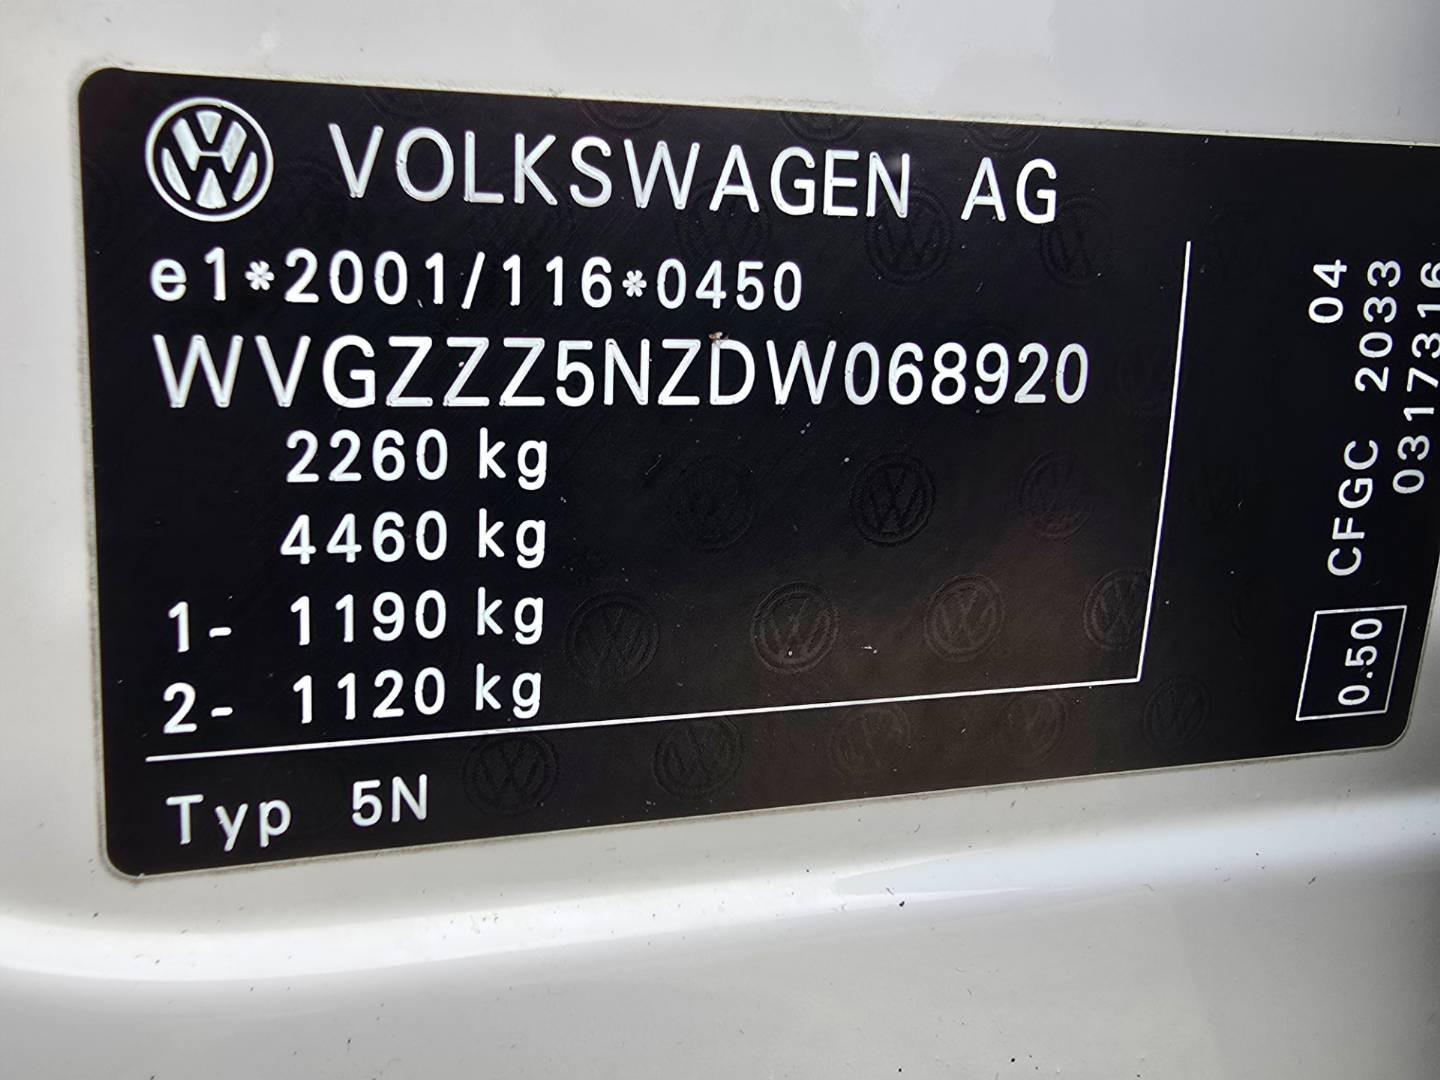 VOLKSWAGEN AG
e1*2001/116*0450
WVGZZZ5NZDW068920
2260 kg
4460 kg
1- 1190 kg
2- 1120 kg
Typ 5N
04
CFGC 2033
0317316
0.50